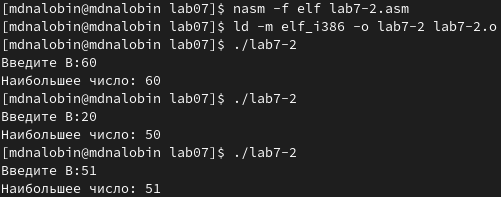 [mdnalobin@mdnalobin lab07]$ nasm -f elf lab7-2.asm
[mdnalobin@mdnalobin lab07]$ ld -m elf_i386 -o lab7-2 lab7-2.o
[mdnalobin@mdnalobin lab07]$ ./lab7-2
Введите B:60
Наибольшее число: 60
[mdnalobin@mdnalobin lab07]$ ./lab7-2
Введите B:20
Наибольшее число: 50
[mdnalobin@mdnalobin lab07]$ ./lab7-2
Введите B:51
Наибольшее число: 51